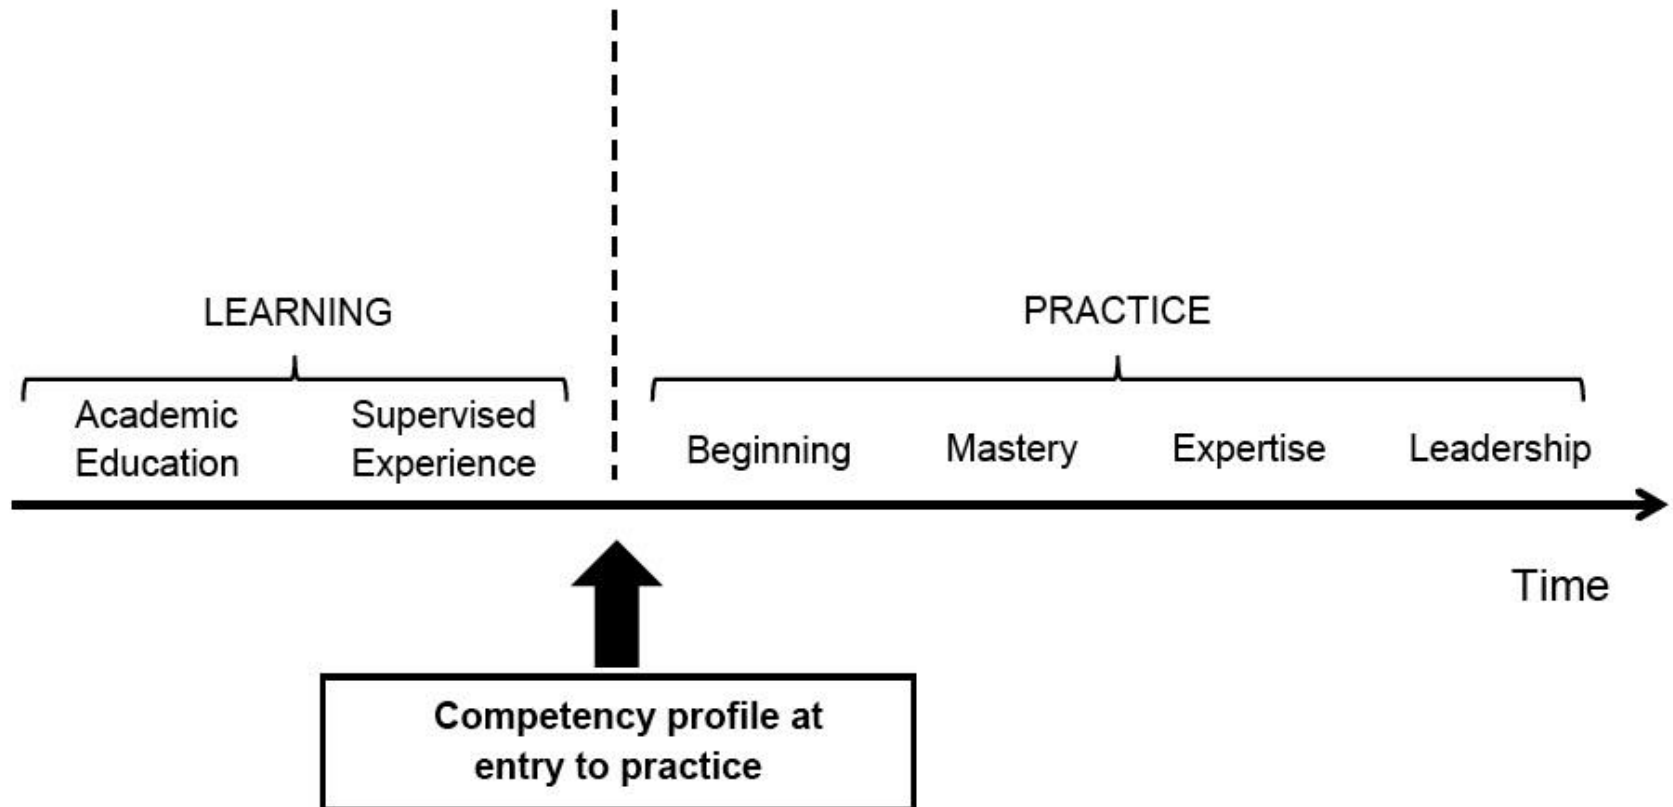 LEARNING
PRACTICE
Academic
Education
Supervised
Experience
Beginning
Mastery
Expertise
Leadership
Time
Competency profile at
entry to practice